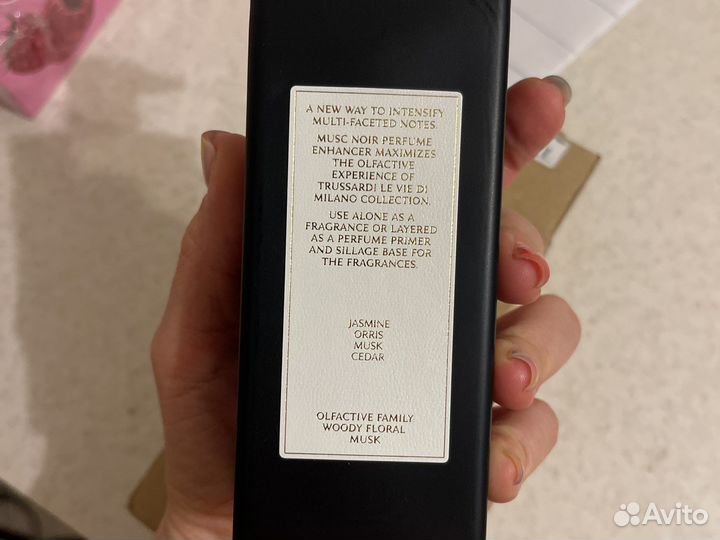 A NEW WAY TO INTENSIFY
MULTI-FACETED NOTES.
MUSC NOIR PERFUME
ENHANCER MAXIMIZES
THE OLFACTIVE
EXPERIENCE OF
TRUSSARDI LE VIE DI
MILANO COLLECTION.
USE ALONE AS A
FRAGRANCE OR LAYERED
AS A PERFUME PRIMER
AND SILLAGE BASE FOR
THE FRAGRANCES.
JASMINE
ORRIS
MUSK
CEDAR
OLFACTIVE FAMILY
WOODY FLORAL
MUSK
Avito